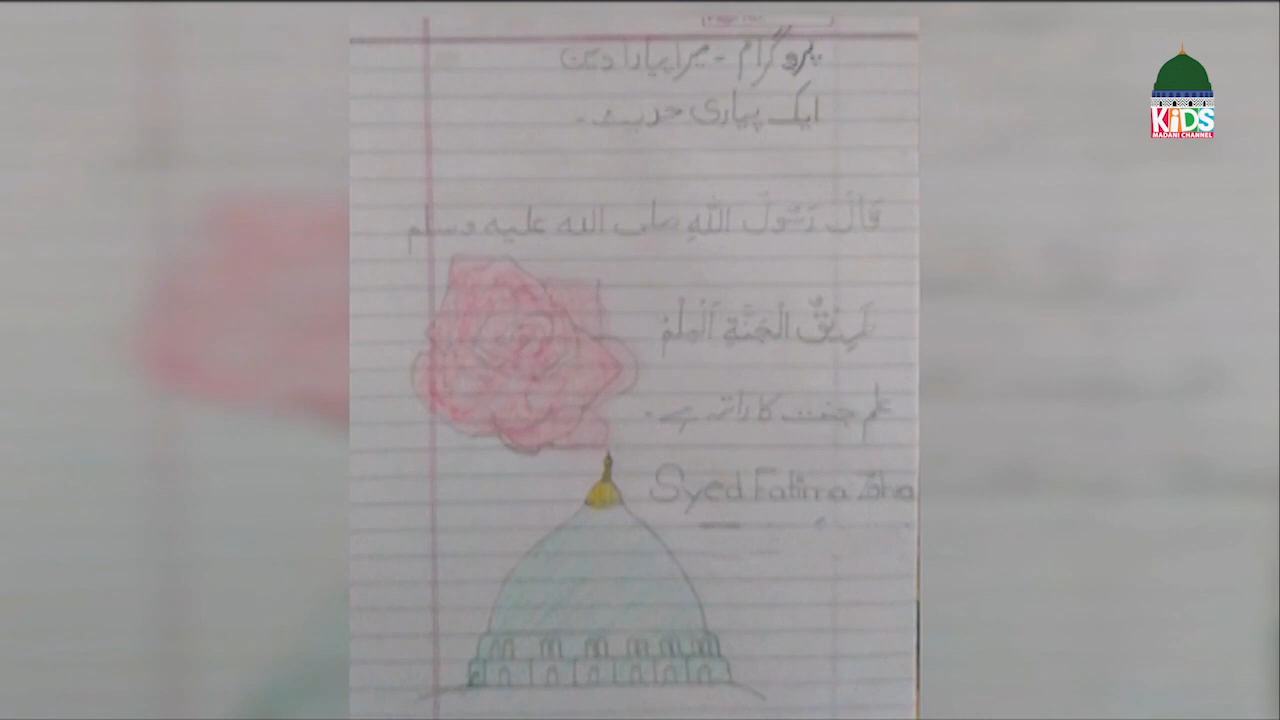 پروگرام - میرا پیارا دین
ایک پیاری حدیث -
قَالَ رَسُولَ اللّٰهِ صلی اللہ علیہ وسلم
الْجَنَّةِ
علم جنت کا راستہ ہے -
Syed Fatima
KiDS
MADANI CHANNEL